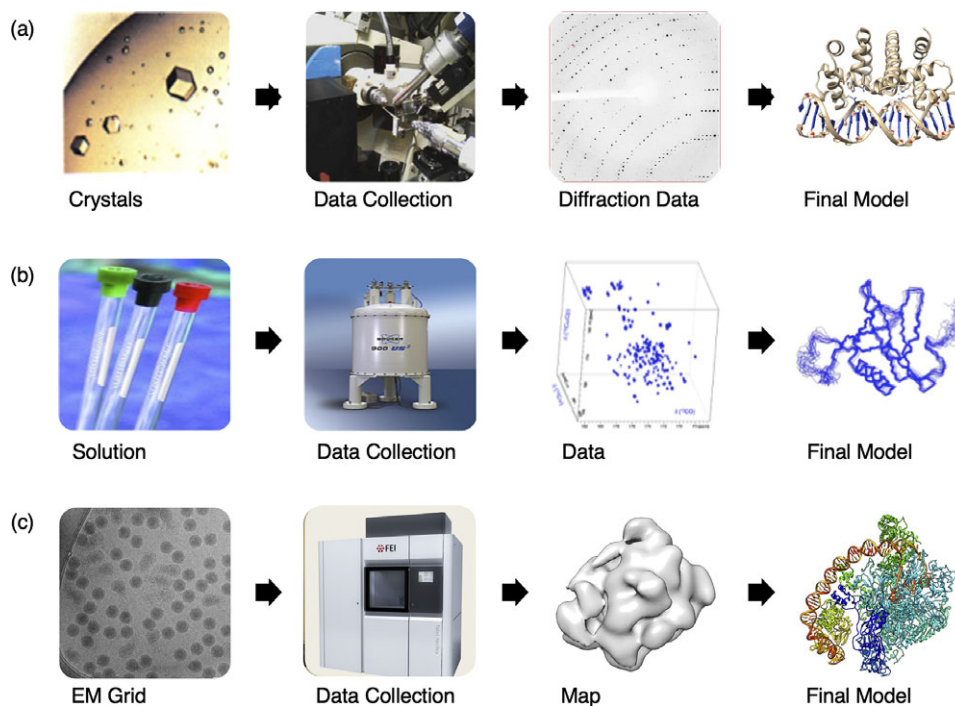 (a)
Crystals
Data Collection
Diffraction Data
Final Model
(b)
900
Solution
Data Collection
Data
Final Model
(c)
FEI
EM Grid
Data Collection
Map
Final Model